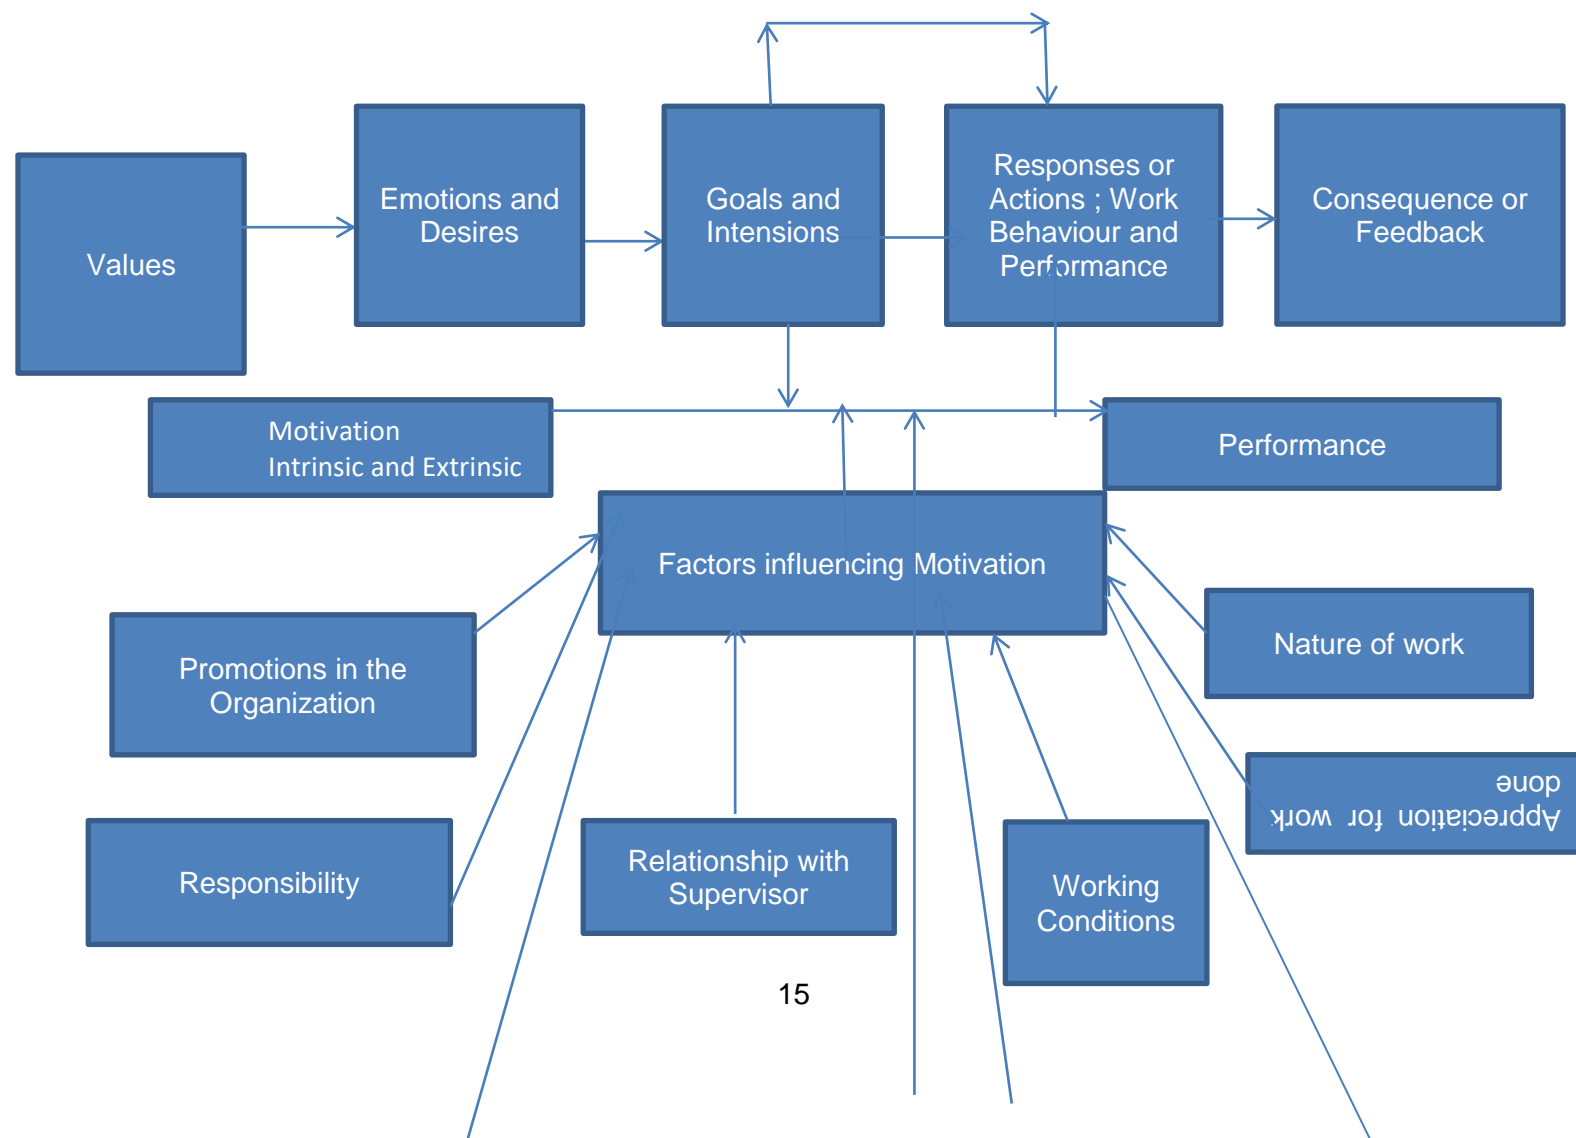 Values
Emotions and
Desires
Goals and
Intensions
Responses or
Actions ; Work
Behaviour and
Performance
Consequence or
Feedback
Motivation
Intrinsic and Extrinsic
Performance
Factors influencing Motivation
Promotions in the
Organization
Nature of work
Appreciation for work
done
Responsibility
Relationship with
Supervisor
Working
Conditions
15